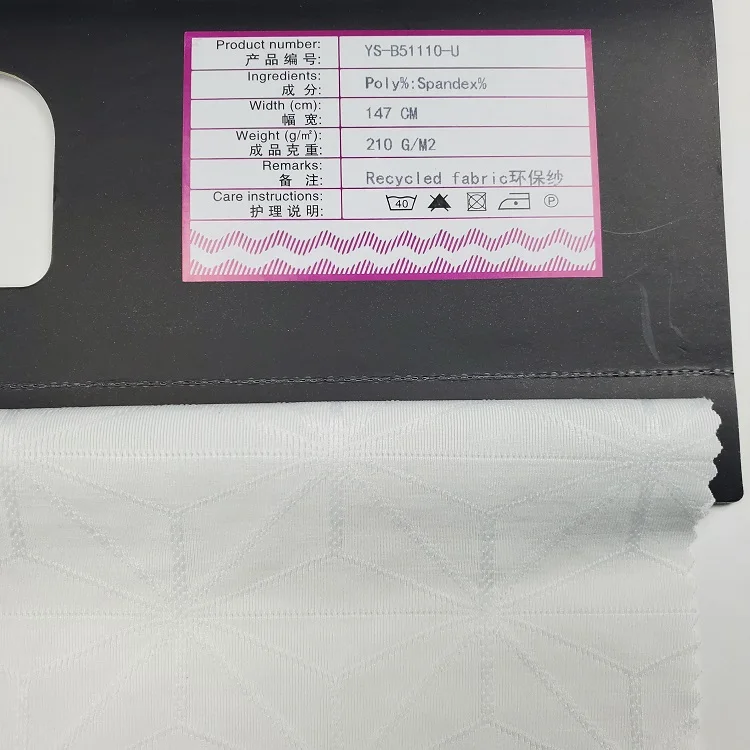 Product number:
产品编号:
YS-B51110-U
Ingredients:
成 分:
Poly%:Spandex%
Width (cm):
幅 宽:
147 CM
Weight (g/㎡):
成品克重:
210 G/M2
Remarks:
备 注:
Recycled fabric环保纱
Care instructions:
护理说明:
40
P